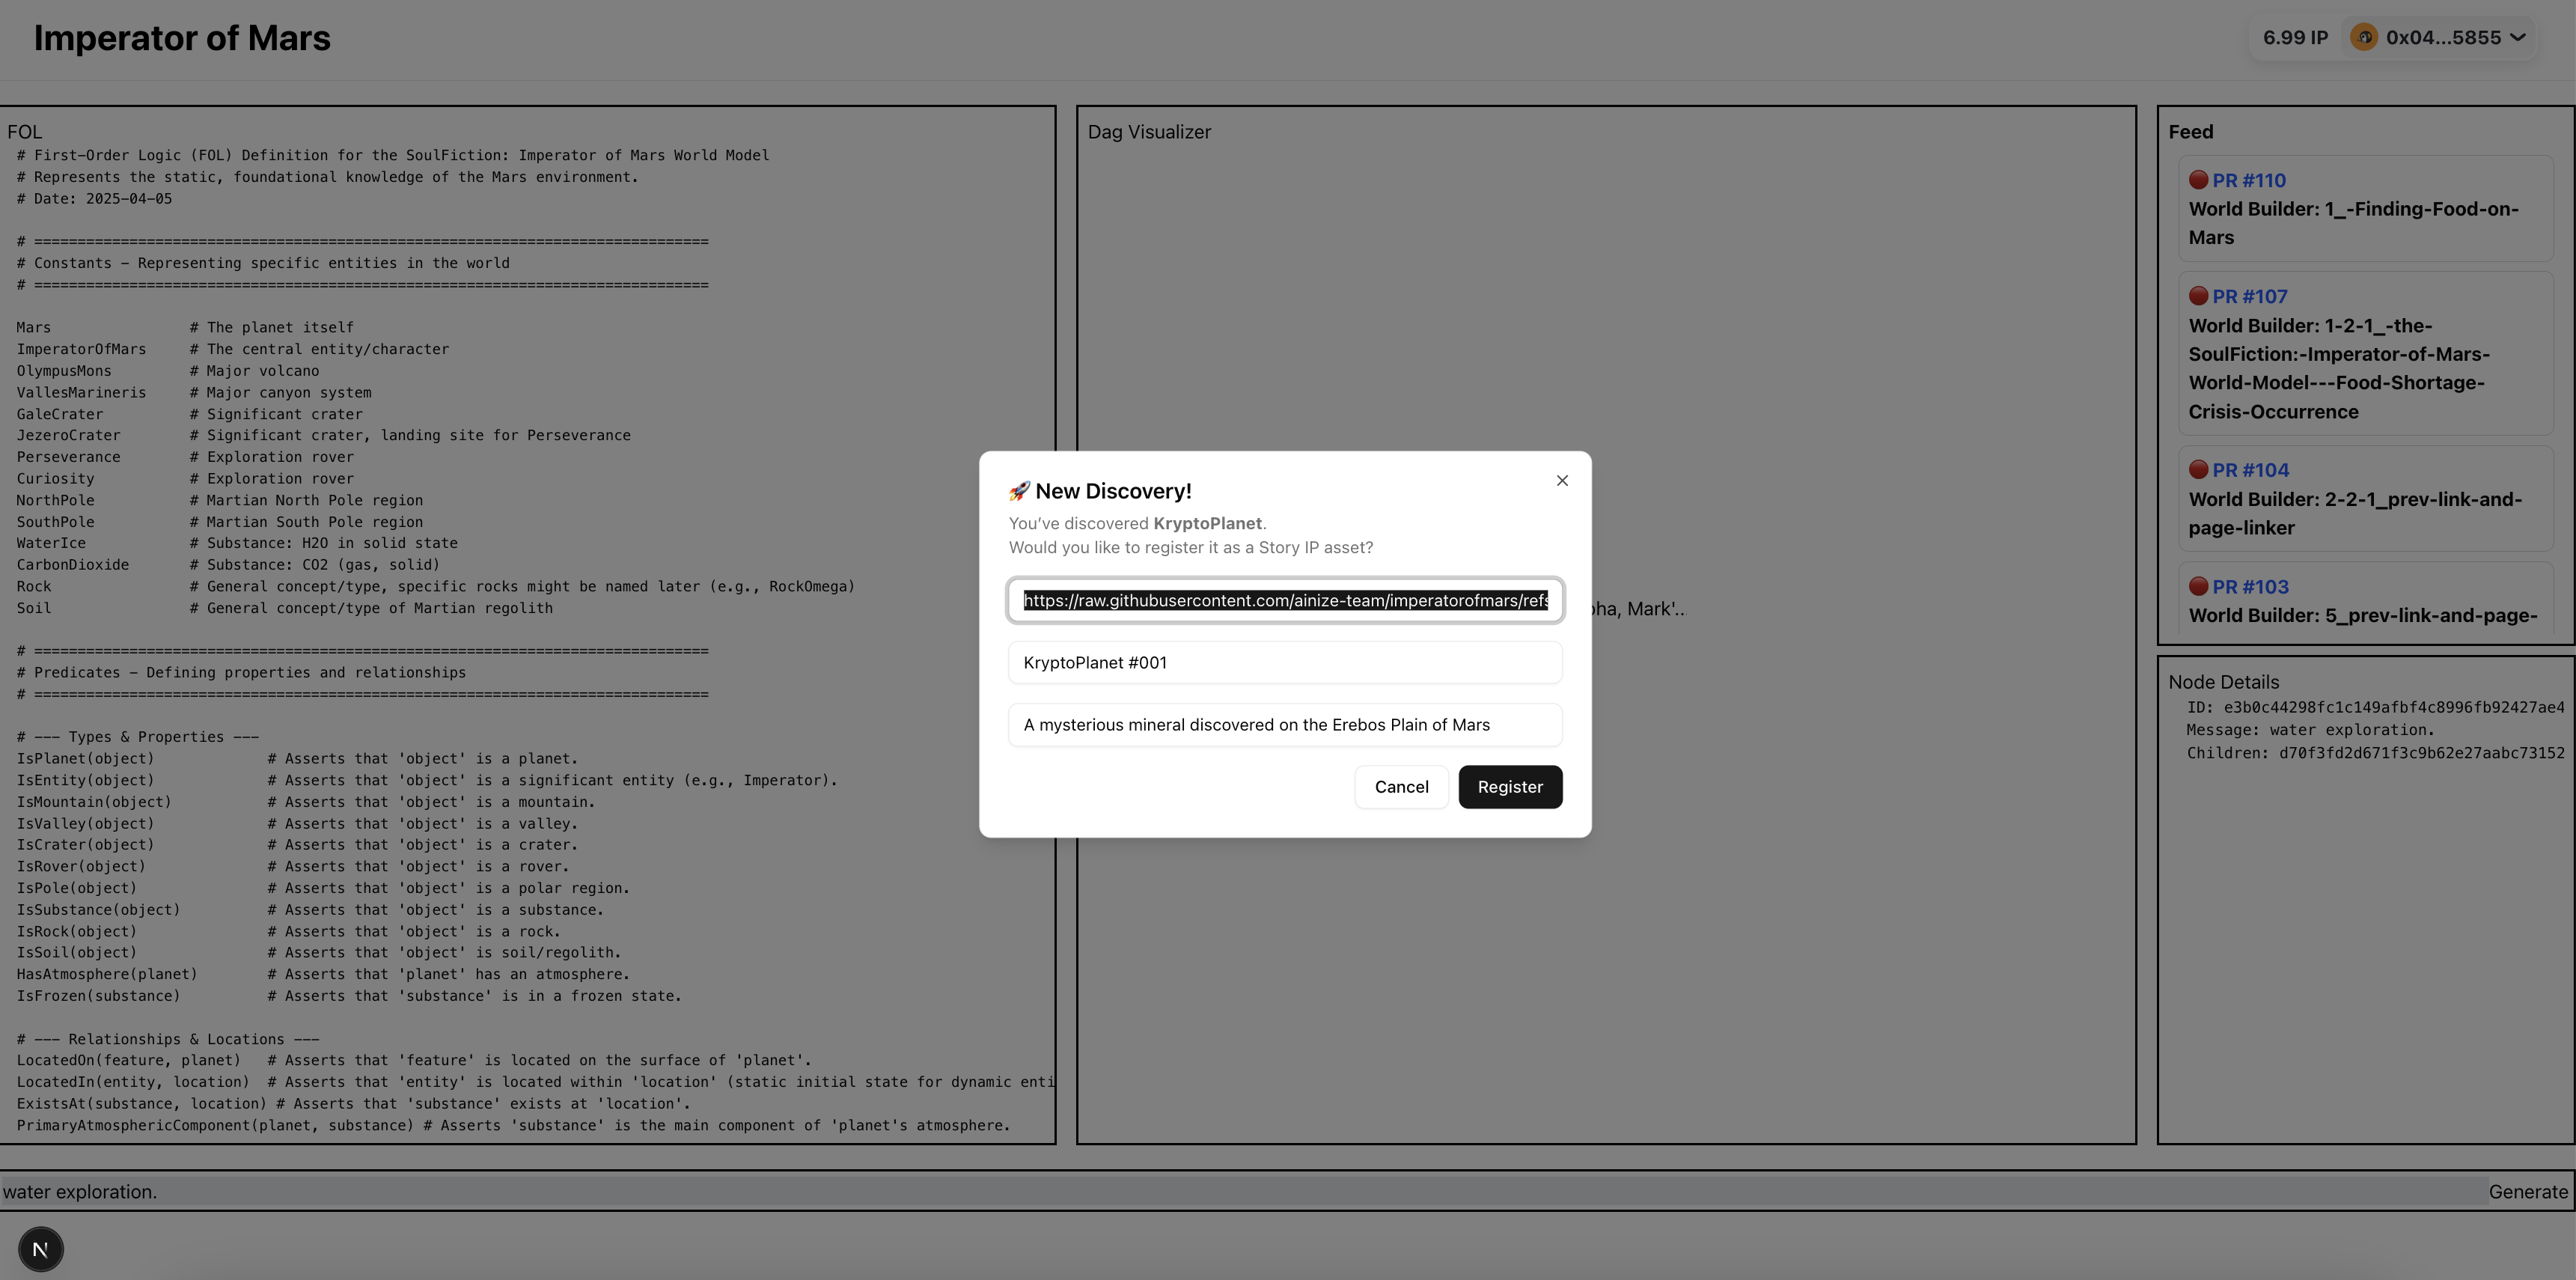 Imperator of Mars
6.99 IP
0x04...5855
FOL
# First-Order Logic (FOL) Definition for the SoulFiction: Imperator of Mars World Model
# Represents the static, foundational knowledge of the Mars environment.
# Date: 2025-04-05
# ==============================================================================
# Constants - Representing specific entities in the world
# ==============================================================================
Mars # The planet itself
ImperatorOfMars # The central entity/character
OlympusMons # Major volcano
VallesMarineris # Major canyon system
GaleCrater # Significant crater
JezeroCrater # Significant crater, landing site for Perseverance
Perseverance # Exploration rover
Curiosity # Exploration rover
NorthPole # Martian North Pole region
SouthPole # Martian South Pole region
WaterIce # Substance: H2O in solid state
CarbonDioxide # Substance: CO2 (gas, solid)
Rock # General concept/type, specific rocks might be named later (e.g., RockOmega)
Soil # General concept/type of Martian regolith
# ==============================================================================
# Predicates - Defining properties and relationships
# ==============================================================================
# --- Types & Properties ---
IsPlanet(object) # Asserts that 'object' is a planet.
IsEntity(object) # Asserts that 'object' is a significant entity (e.g., Imperator).
IsMountain(object) # Asserts that 'object' is a mountain.
IsValley(object) # Asserts that 'object' is a valley.
IsCrater(object) # Asserts that 'object' is a crater.
IsRover(object) # Asserts that 'object' is a rover.
IsPole(object) # Asserts that 'object' is a polar region.
IsSubstance(object) # Asserts that 'object' is a substance.
IsRock(object) # Asserts that 'object' is a rock.
IsSoil(object) # Asserts that 'object' is soil/regolith.
HasAtmosphere(planet) # Asserts that 'planet' has an atmosphere.
IsFrozen(substance) # Asserts that 'substance' is in a frozen state.
# --- Relationships & Locations ---
LocatedOn(feature, planet) # Asserts that 'feature' is located on the surface of 'planet'.
LocatedIn(entity, location) # Asserts that 'entity' is located within 'location' (static initial state for dynamic enti
ExistsAt(substance, location) # Asserts that 'substance' exists at 'location'.
PrimaryAtmosphericComponent(planet, substance) # Asserts 'substance' is the main component of 'planet's atmosphere.
Dag Visualizer
ha, Mark'...
🚀 New Discovery!
You've discovered KryptoPlanet.
Would you like to register it as a Story IP asset?
https://raw.githubusercontent.com/ainize-team/imperatorofmars/refs
KryptoPlanet #001
A mysterious mineral discovered on the Erebos Plain of Mars
Cancel
Register
Feed
PR #110
World Builder: 1_-Finding-Food-on-
Mars
PR #107
World Builder: 1-2-1_-the-
SoulFiction:-Imperator-of-Mars-
World-Model---Food-Shortage-
Crisis-Occurrence
PR #104
World Builder: 2-2-1_prev-link-and-
page-linker
PR #103
World Builder: 5_prev-link-and-page-
Node Details
ID: e3b0c44298fc1c149afbf4c8996fb92427ae4
Message: water exploration.
Children: d70f3fd2d671f3c9b62e27aabc73152
water exploration.
Generate
N